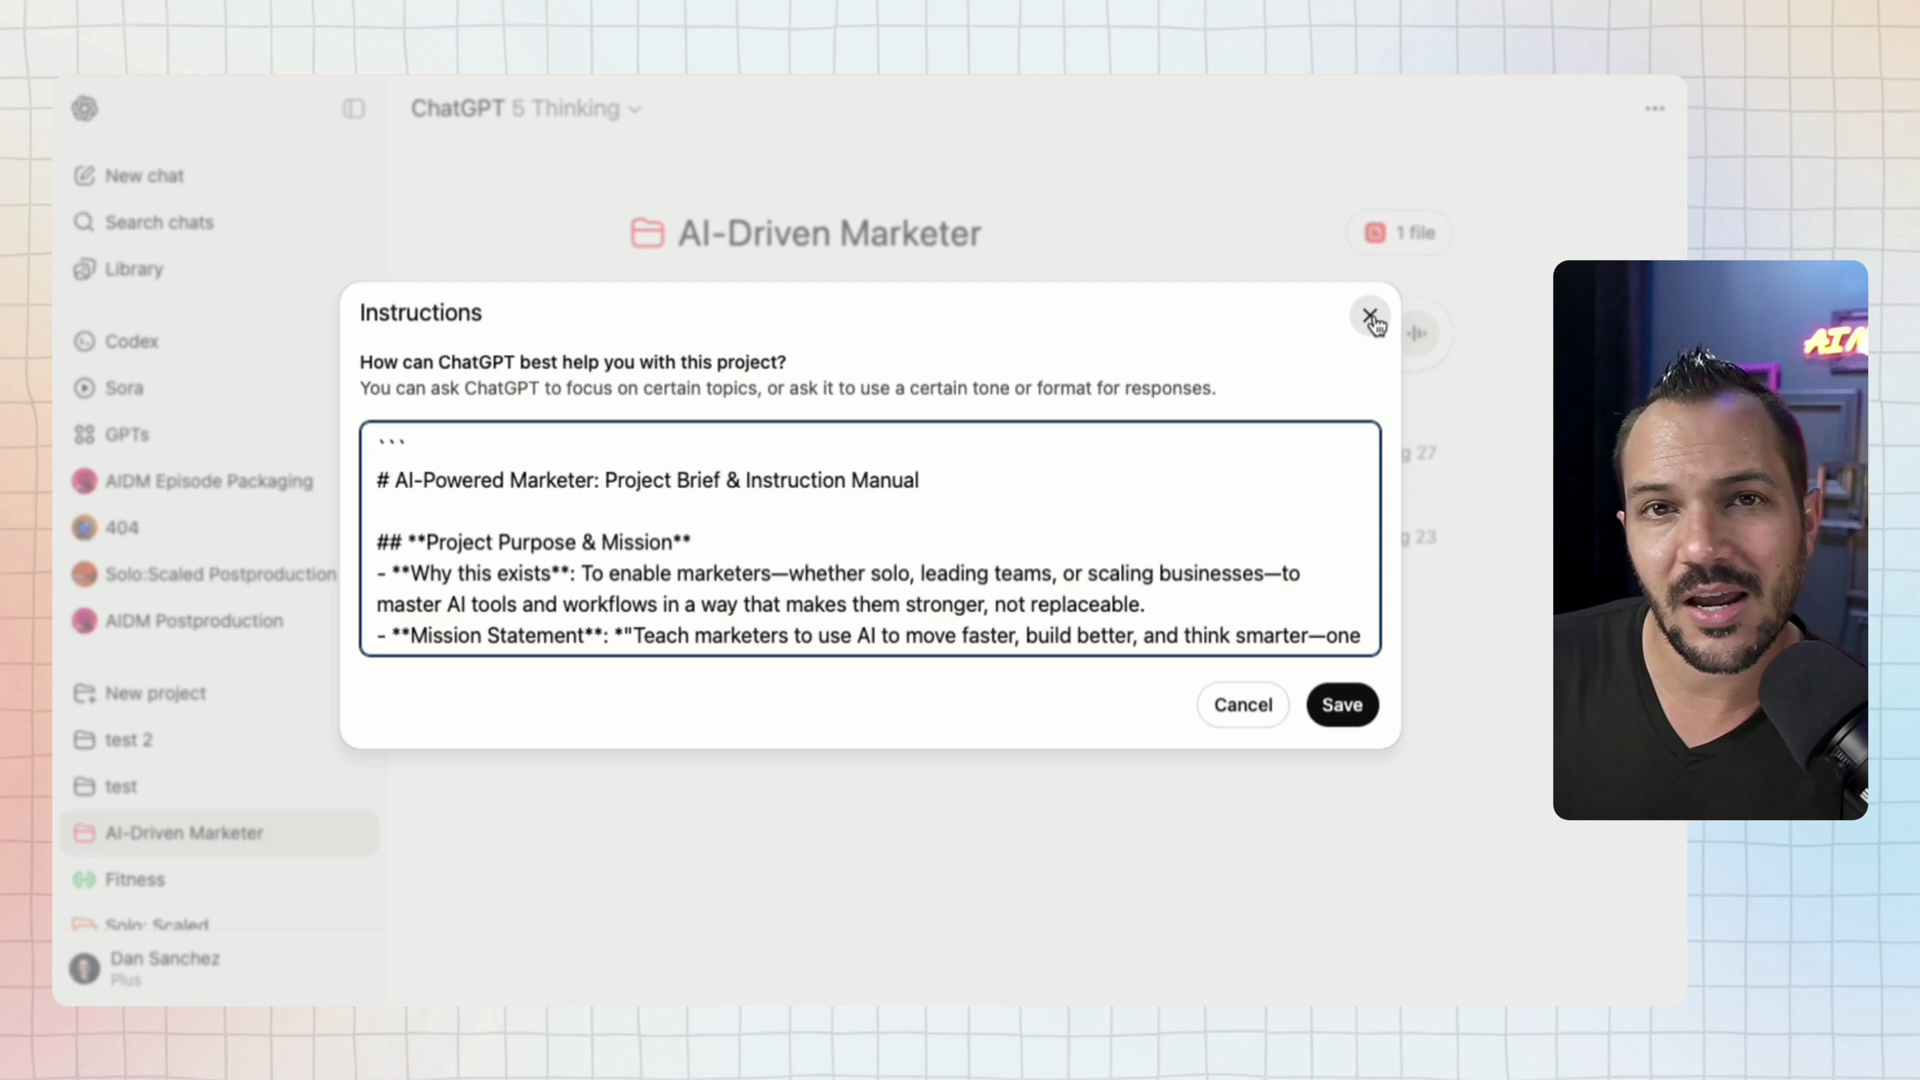 ChatGPT 5 Thinking
New chat
Search chats
Library
Codex
Sora
GPTs
AIDM Episode Packaging
404
Solo:Scaled Postproduction
AIDM Postproduction
New project
test 2
test
AI-Driven Marketer
Fitness
Solo: Scaled
Dan Sanchez
Plus
AI-Driven Marketer
1 file
Instructions
How can ChatGPT best help you with this project?
You can ask ChatGPT to focus on certain topics, or ask it to use a certain tone or format for responses.
```
# AI-Powered Marketer: Project Brief & Instruction Manual
## **Project Purpose & Mission**
- **Why this exists**: To enable marketers—whether solo, leading teams, or scaling businesses—to
master AI tools and workflows in a way that makes them stronger, not replaceable.
- **Mission Statement**: *"Teach marketers to use AI to move faster, build better, and think smarter—one
Cancel
Save
g 27
g 23